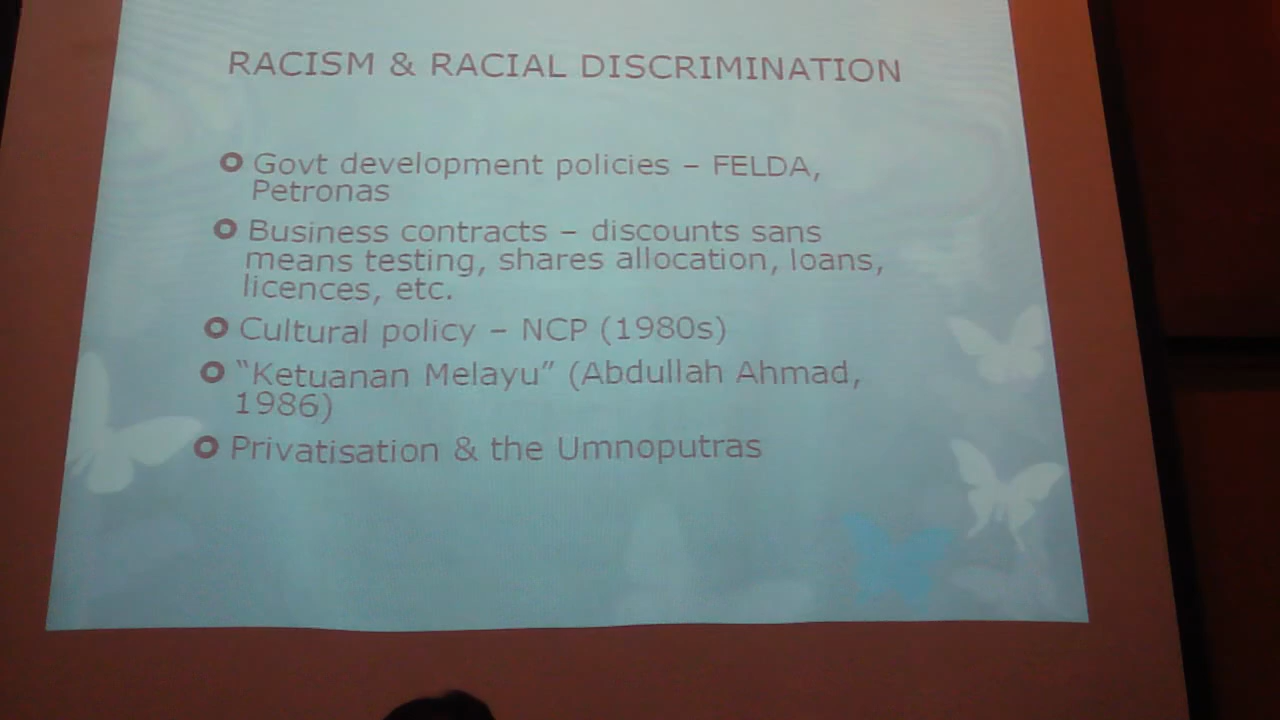 RACISM & RACIAL DISCRIMINATION
Govt development policies – FELDA,
Petronas
Business contracts – discounts sans
means testing, shares allocation, loans,
licences, etc.
Cultural policy – NCP (1980s)
“Ketuanan Melayu” (Abdullah Ahmad,
1986)
Privatisation & the Umnoputras